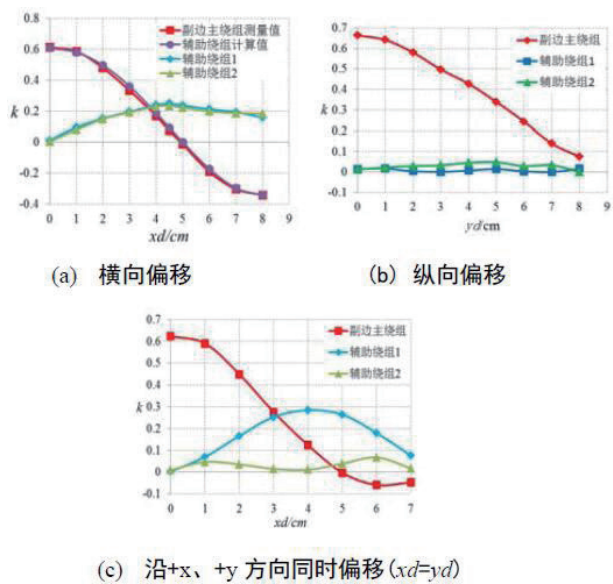 0.8
0.6
0.4
0.2
0
-0.2
-0.4
k
副边主绕组测量值
辅助绕组计算值
辅助绕组1
辅助绕组2
0 1 2 3 4 5 6 7 8 9
xd/cm
(a) 横向偏移
0.7
0.6
0.5
0.4
0.3
0.2
0.1
0
-0.1
k
副边主绕组
辅助绕组1
辅助绕组2
0 1 2 3 4 5 6 7 8 9
yd/cm
(b) 纵向偏移
0.7
0.6
0.5
0.4
0.3
0.2
0.1
0
-0.1
k
副边主绕组
辅助绕组1
辅助绕组2
0 1 2 3 4 5 6 7
xd/cm
(c) 沿+x、+y 方向同时偏移(xd=yd)